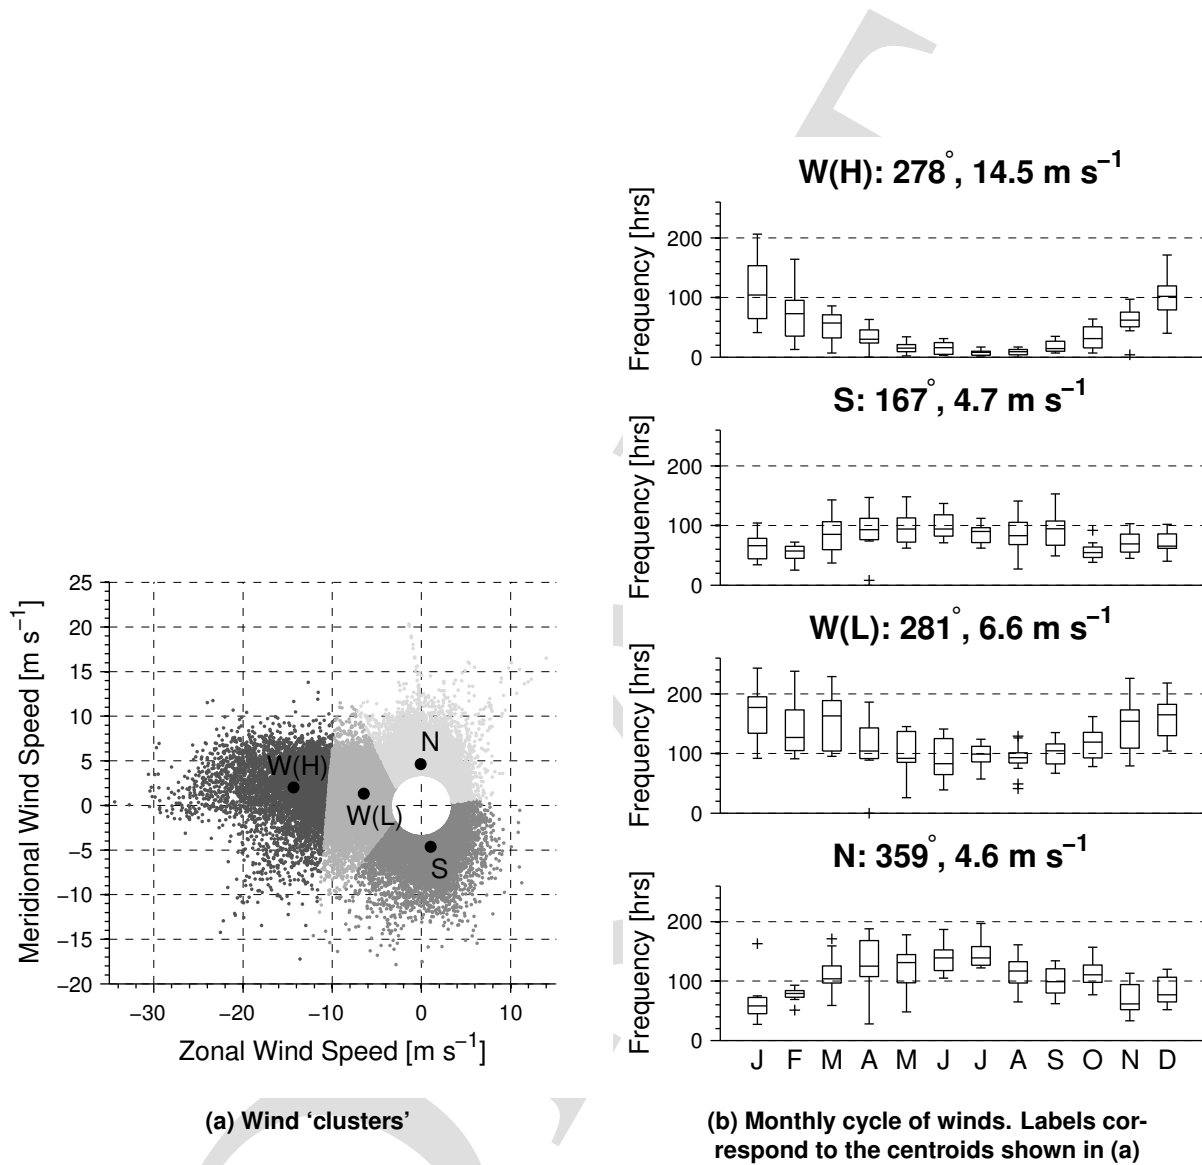 W(H): 278°, 14.5 m s⁻¹
Frequency [hrs]
200
100
0
S: 167°, 4.7 m s⁻¹
Frequency [hrs]
200
100
0
W(L): 281°, 6.6 m s⁻¹
Frequency [hrs]
200
100
0
N: 359°, 4.6 m s⁻¹
Frequency [hrs]
200
100
0
J F M A M J J A S O N D
Meridional Wind Speed [m s⁻¹]
25
20
15
10
5
0
−5
−10
−15
−20
N
W(H)
W(L)
S
−30 −20 −10 0 10
Zonal Wind Speed [m s⁻¹]
(a) Wind ‘clusters’
(b) Monthly cycle of winds. Labels cor-
respond to the centroids shown in (a)